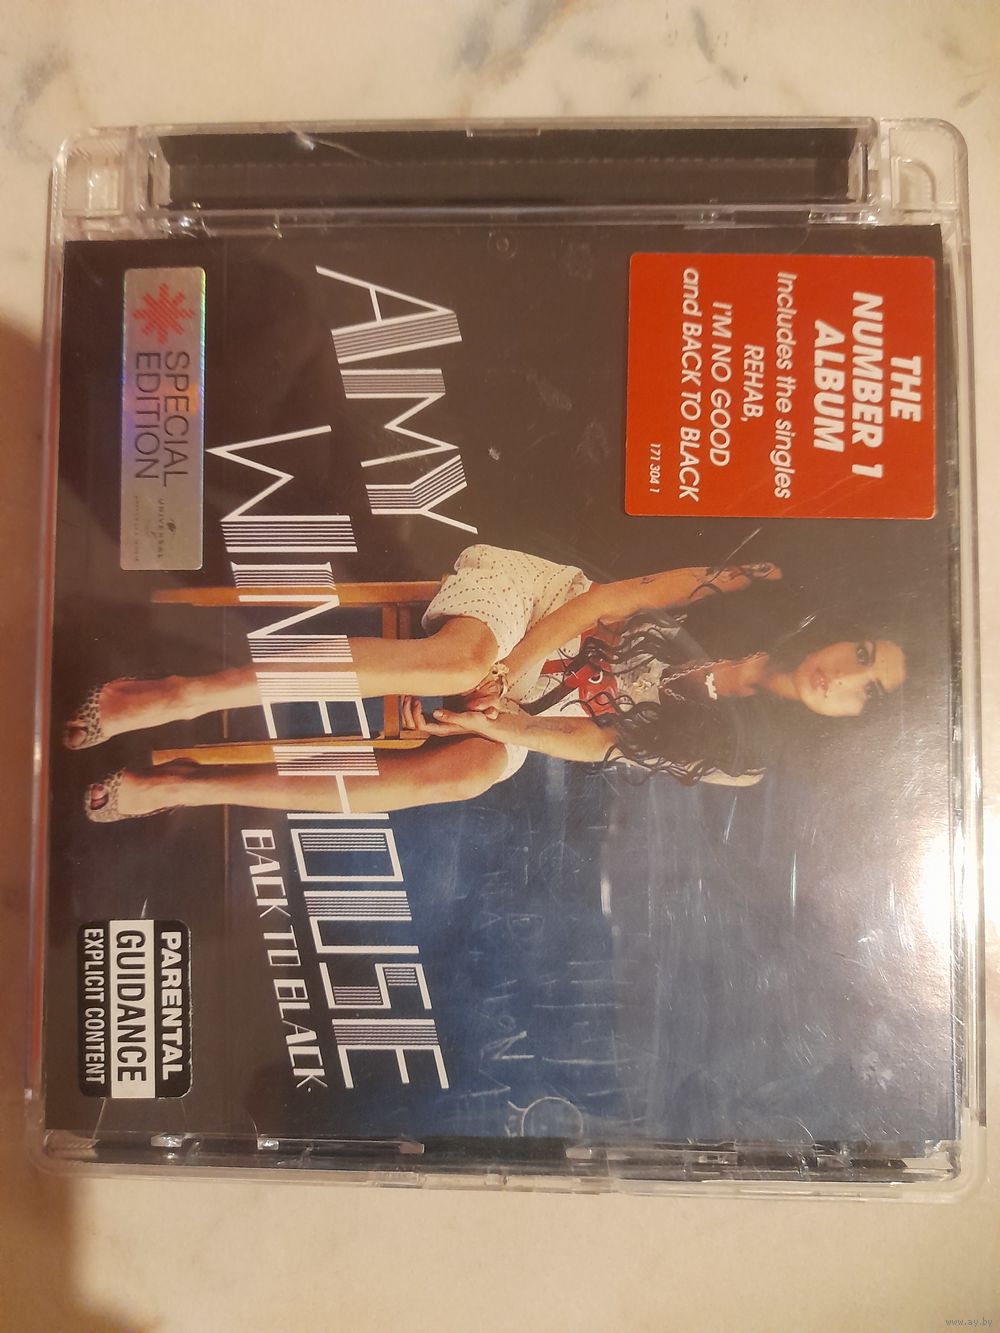 THE
NUMBER 1
ALBUM
Includes the singles
REHAB,
I'M NO GOOD
and BACK TO BLACK
171 304 1
AMY
WINEHOUSE
BACK TO BLACK
SPECIAL
EDITION
UNIVERSAL
PARENTAL
GUIDANCE
EXPLICIT CONTENT
www.ay.by